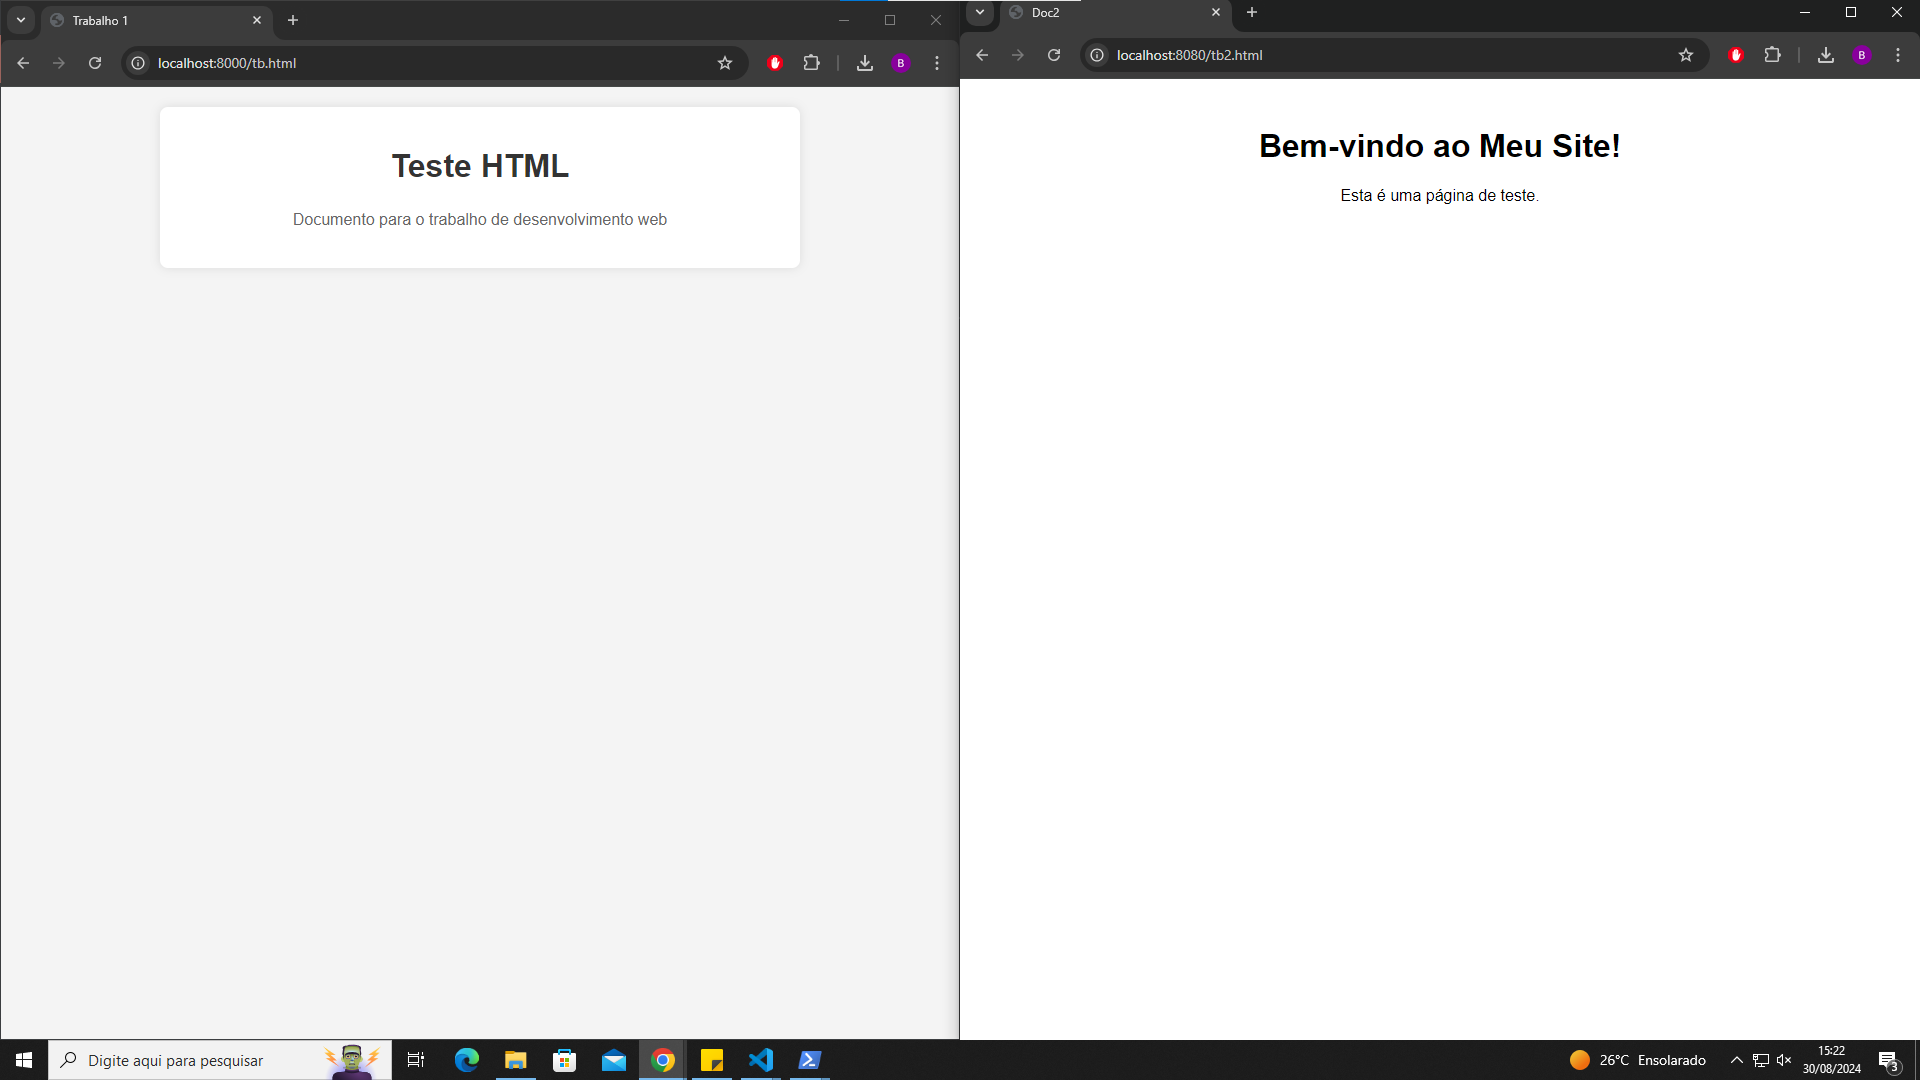 Trabalho 1
localhost:8000/tb.html
B
Teste HTML
Documento para o trabalho de desenvolvimento web
Doc2
localhost:8080/tb2.html
B
Bem-vindo ao Meu Site!
Esta é uma página de teste.
Digite aqui para pesquisar
26°C Ensolarado
15:22
30/08/2024
3